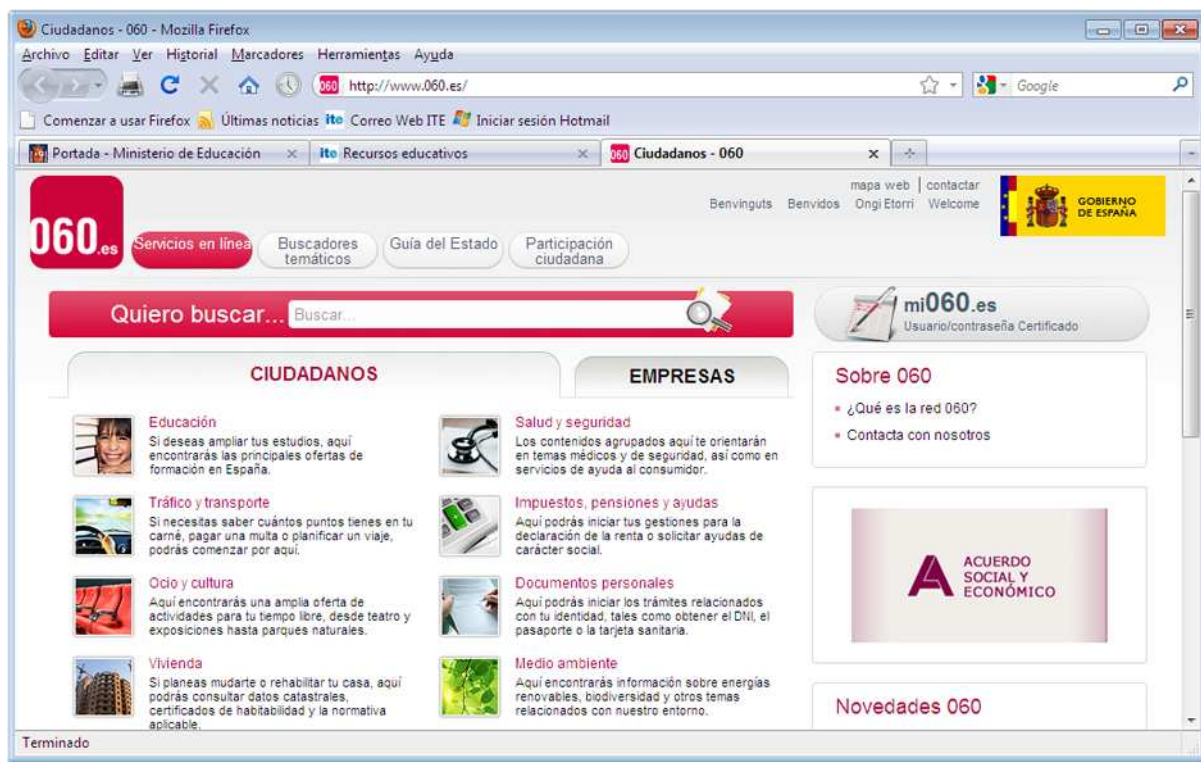 Ciudadanos - 060 - Mozilla Firefox
Archivo Editar Ver Historial Marcadores Herramientas Ayuda
060 http://www.060.es/ Google
Comenzar a usar Firefox Últimas noticias ite Correo Web ITE Iniciar sesión Hotmail
Portada - Ministerio de Educación ite Recursos educativos 060 Ciudadanos - 060
mapa web | contactar
Benvinguts Benvidos Ongi Etorri Welcome
GOBIERNO
DE ESPAÑA
060.es
Servicios en línea
Buscadores
temáticos
Guía del Estado
Participación
ciudadana
Quiero buscar... Buscar...
mi060.es
Usuario/contraseña Certificado
CIUDADANOS
EMPRESAS
Educación
Si deseas ampliar tus estudios, aquí
encontrarás las principales ofertas de
formación en España.
Salud y seguridad
Los contenidos agrupados aquí te orientarán
en temas médicos y de seguridad, así como en
servicios de ayuda al consumidor.
Tráfico y transporte
Si necesitas saber cuántos puntos tienes en tu
carné, pagar una multa o planificar un viaje,
podrás comenzar por aquí.
Impuestos, pensiones y ayudas
Aquí podrás iniciar tus gestiones para la
declaración de la renta o solicitar ayudas de
carácter social.
Ocio y cultura
Aquí encontrarás una amplia oferta de
actividades para tu tiempo libre, desde teatro y
exposiciones hasta parques naturales.
Documentos personales
Aquí podrás iniciar los trámites relacionados
con tu identidad, tales como obtener el DNI, el
pasaporte o la tarjeta sanitaria.
Vivienda
Si planeas mudarte o rehabilitar tu casa, aquí
podrás consultar datos catastrales,
certificados de habitabilidad y la normativa
aplicable.
Medio ambiente
Aquí encontrarás información sobre energías
renovables, biodiversidad y otros temas
relacionados con nuestro entorno.
Sobre 060
¿Qué es la red 060?
Contacta con nosotros
ACUERDO
SOCIAL Y
ECONÓMICO
Novedades 060
Terminado